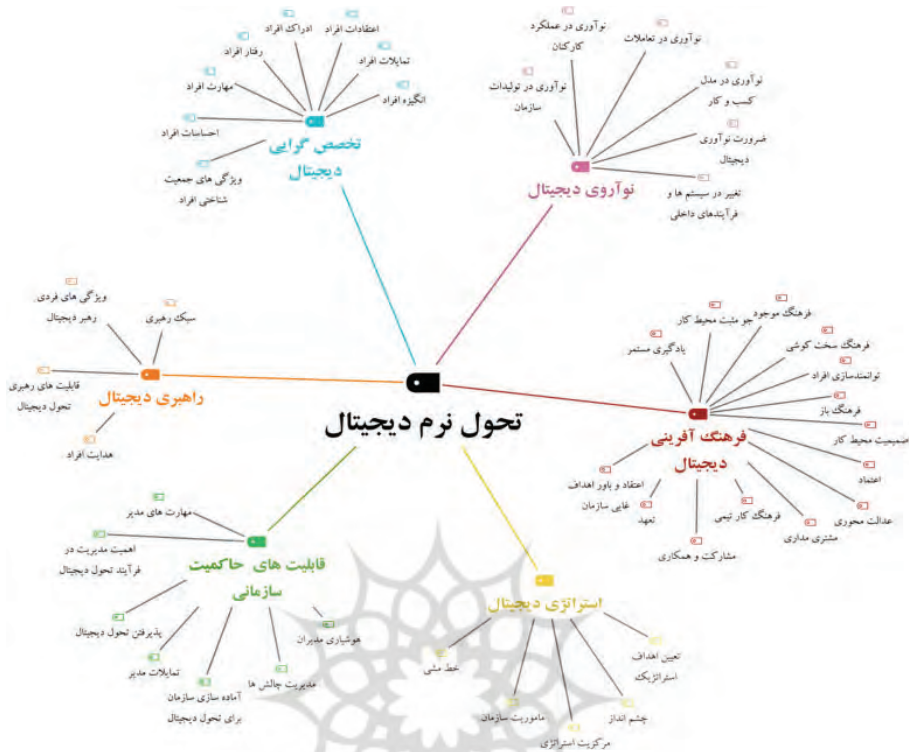 تحول نرم دیجیتال
نوآروی دیجیتال
نوآوری در تعاملات
نوآوری در عملکرد
کارکنان
نوآوری در تولیدات
سازمان
نوآوری در مدل
کسب و کار
ضرورت نوآوری
دیجیتال
تغییر در سیستم ها و
فرآیندهای داخلی
تخصص گرایی
دیجیتال
اعتقادات افراد
ادراک افراد
رفتار افراد
تمایلات افراد
مهارت افراد
انگیزه افراد
احساسات افراد
ویژگی های جمعیت
شناختی افراد
راهبری دیجیتال
ویژگی های فردی
رهبر دیجیتال
سبک رهبری
قابلیت های رهبری
تحول دیجیتال
هدایت افراد
فرهنگ آفرینی
دیجیتال
فرهنگ موجود
جو مثبت محیط کار
یادگیری مستمر
فرهنگ سخت کوشی
توانمندسازی افراد
فرهنگ باز
صمیمیت محیط کار
اعتماد
عدالت محوری
مشتری مداری
فرهنگ کار تیمی
مشارکت و همکاری
تعهد
اعتقاد و باور اهداف
غایی سازمان
قابلیت های حاکمیت
سازمانی
مهارت های مدیر
اهمیت مدیریت در
فرآیند تحول دیجیتال
پذیرفتن تحول دیجیتال
تمایلات مدیر
آماده سازی سازمان
برای تحول دیجیتال
مدیریت چالش ها
هوشیاری مدیران
استراتژی دیجیتال
تعیین اهداف
استراتژیک
چشم انداز
مرکزیت استراتژی
ماموریت سازمان
خط مشی